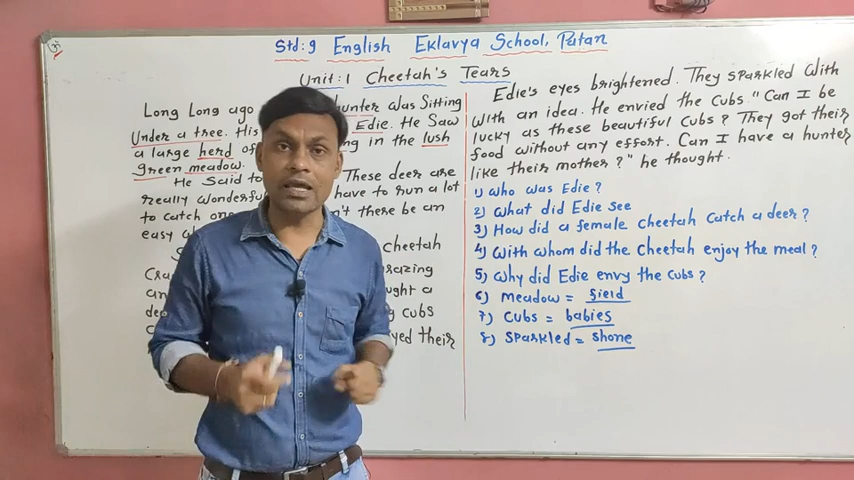 Std: 9 English Eklavya School, Patan
Unit: 1 Cheetah's Tears
Long Long ago hunter was Sitting
Under a tree. His Edie. He Saw
a large herd of ing in the lush
green meadow.
He Said to These deer are
really wonderful have to run a lot
to catch one n't there be an
easy
cheetah
Cra razing
an ught a
de g cubs
yed their
Edie's eyes brightened. They sparkled with
with an idea. He envied the cubs. "Can I be
lucky as these beautiful cubs? They got their
food without any effort. Can I have a hunter
like their mother?" he thought.
1) Who was Edie?
2) What did Edie see
3) How did a female cheetah catch a deer?
4) With whom did the cheetah enjoy the meal?
5) Why did Edie envy the cubs?
6) meadow = field
7) Cubs = babies
8) Sparkled = Shone